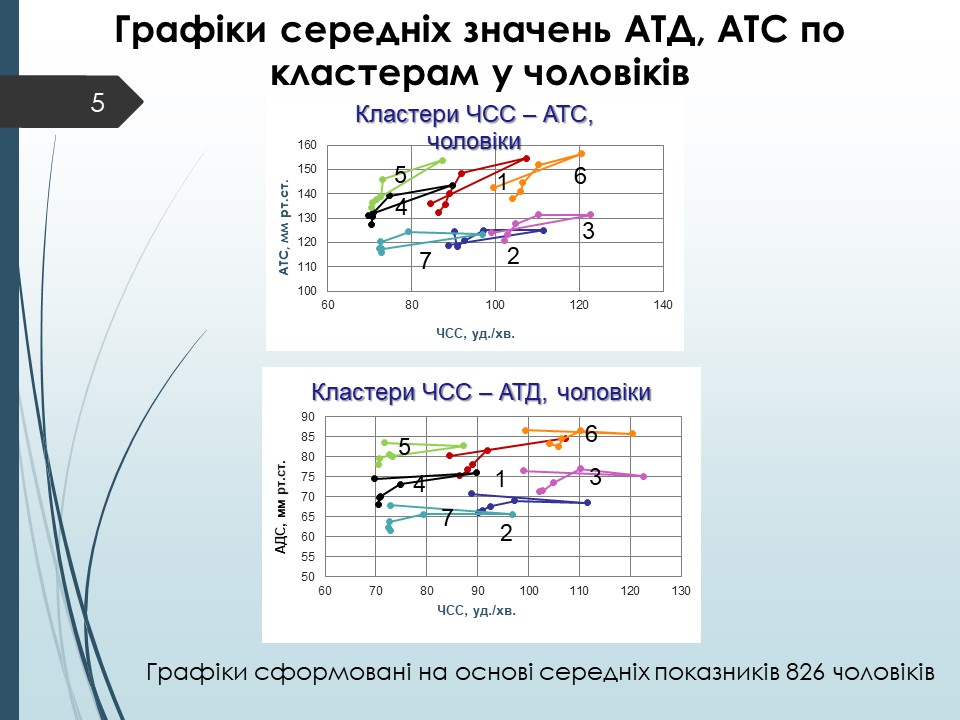 Графіки середніх значень АТД, АТС по
кластерам у чоловіків
5
Кластери ЧСС – АТС,
чоловіки
160
150
140
130
120
110
100
АТС, мм рт.ст.
5
4
1
6
3
2
7
60 80 100 120 140
ЧСС, уд./хв.
Кластери ЧСС – АТД, чоловіки
90
85
80
75
70
65
60
55
50
АДС, мм рт.ст.
6
5
3
1
4
7
2
60 70 80 90 100 110 120 130
ЧСС, уд./хв.
Графіки сформовані на основі середніх показників 826 чоловіків